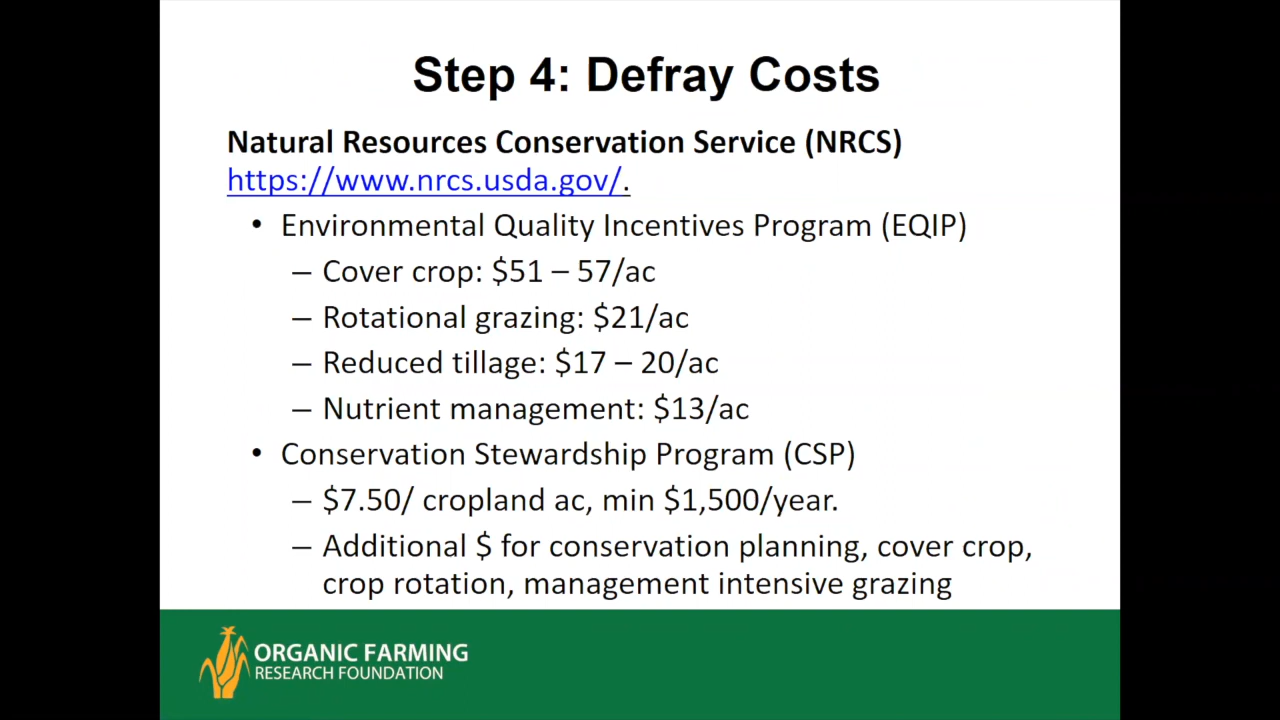 Step 4: Defray Costs
Natural Resources Conservation Service (NRCS)
https://www.nrcs.usda.gov/.
• Environmental Quality Incentives Program (EQIP)
– Cover crop: $51 – 57/ac
– Rotational grazing: $21/ac
– Reduced tillage: $17 – 20/ac
– Nutrient management: $13/ac
• Conservation Stewardship Program (CSP)
– $7.50/ cropland ac, min $1,500/year.
– Additional $ for conservation planning, cover crop,
crop rotation, management intensive grazing
ORGANIC FARMING
RESEARCH FOUNDATION